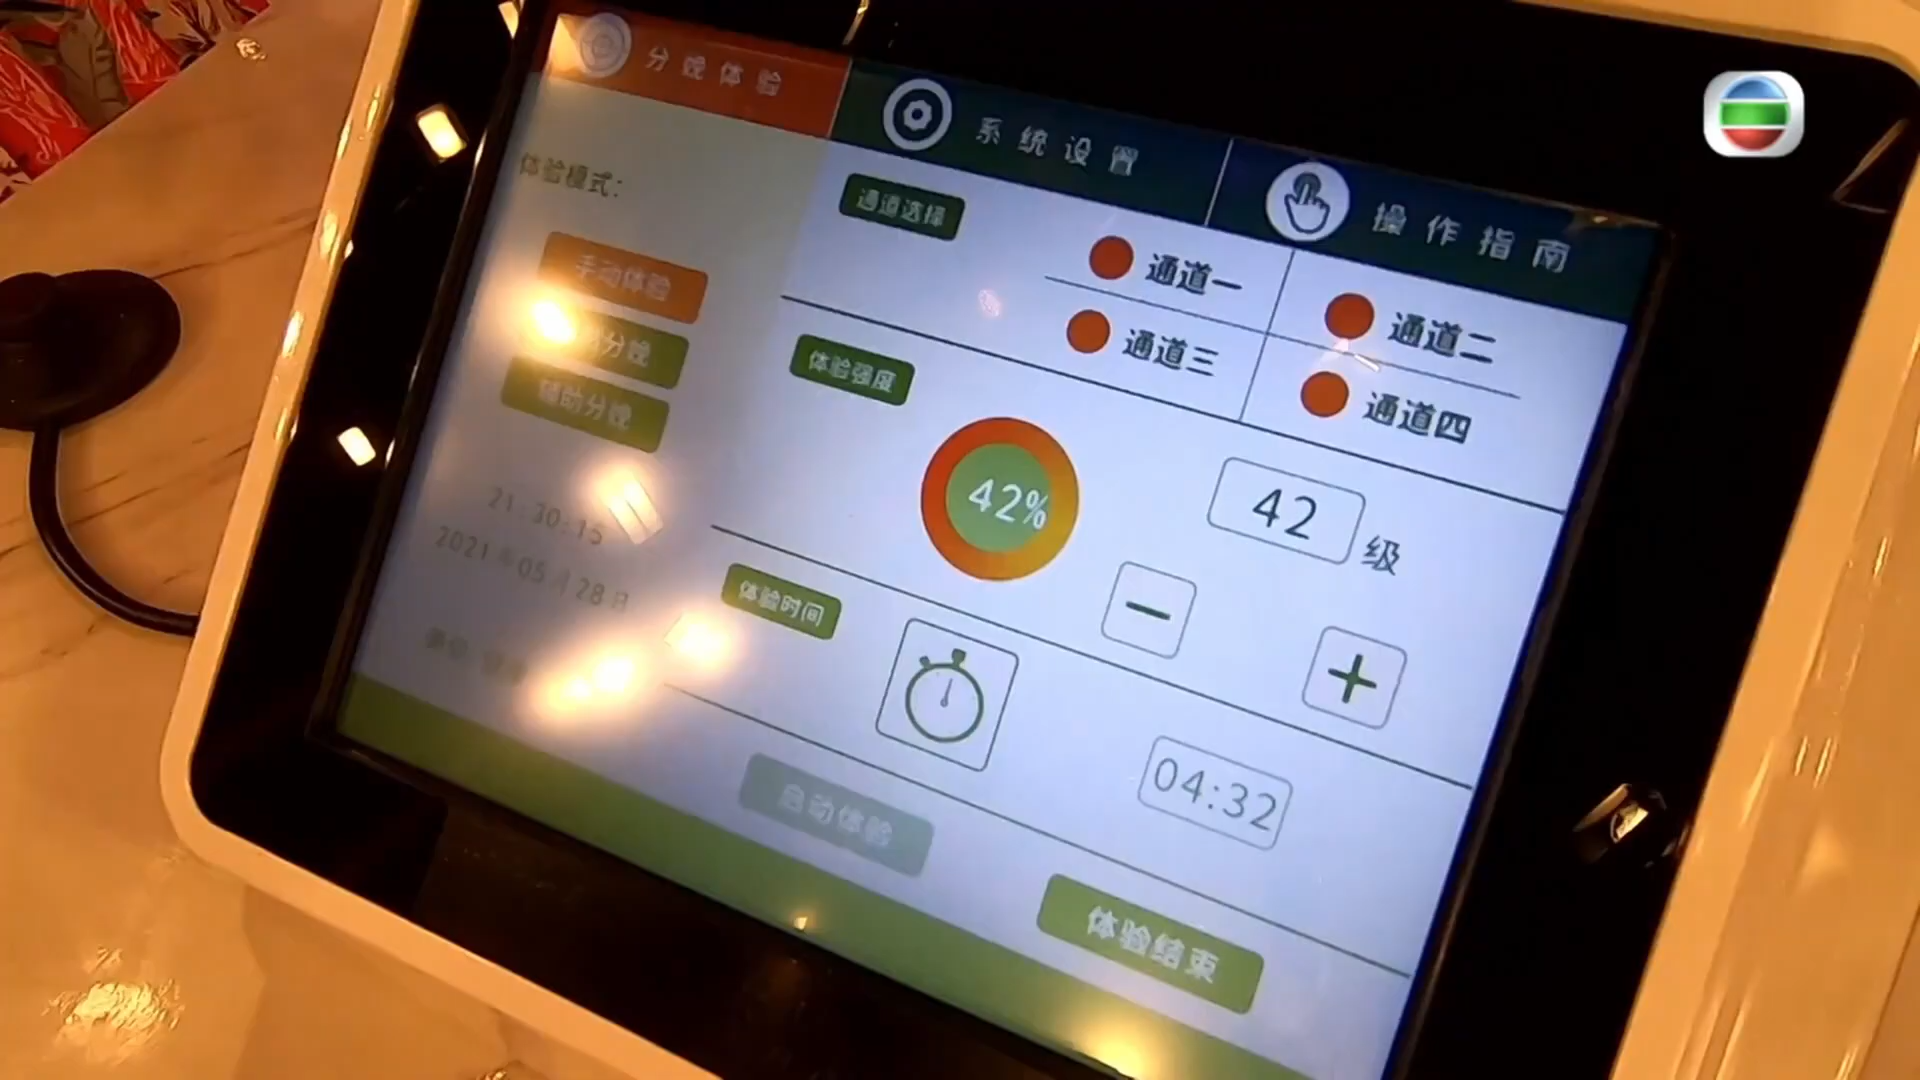 分娩体验
系统设置
操作指南
体验模式:
通道选择
通道一
通道二
通道三
通道四
手动体验
分娩
辅助分娩
体验强度
42%
42
级
21:30:15
2021年05月28日
体验时间
04:32
启动体验
体验结束